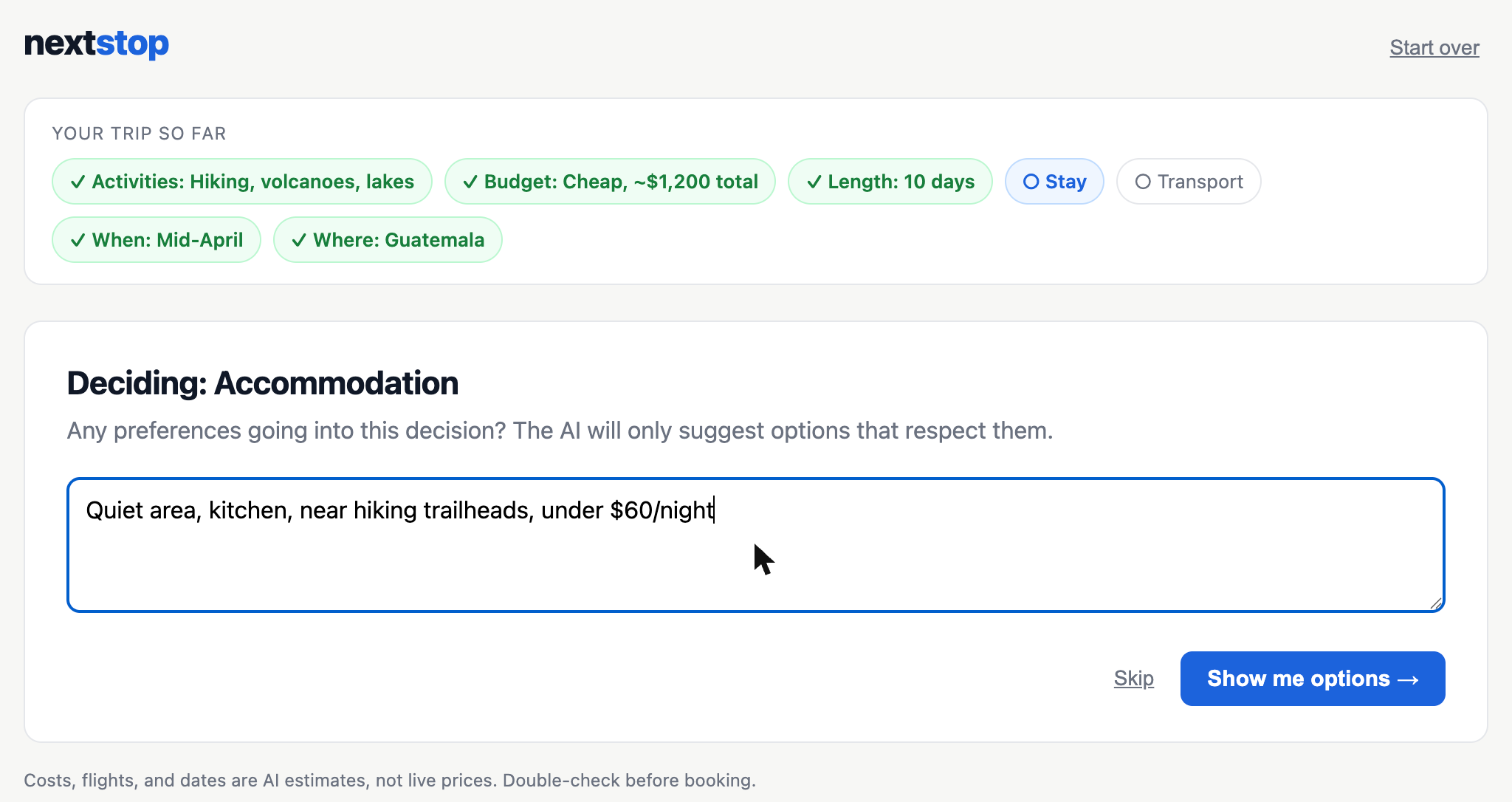 nextstop
Start over
YOUR TRIP SO FAR
✓ Activities: Hiking, volcanoes, lakes
✓ Budget: Cheap, ~$1,200 total
✓ Length: 10 days
Stay
Transport
✓ When: Mid-April
✓ Where: Guatemala
Deciding: Accommodation
Any preferences going into this decision? The AI will only suggest options that respect them.
Quiet area, kitchen, near hiking trailheads, under $60/night
Skip
Show me options →
Costs, flights, and dates are AI estimates, not live prices. Double-check before booking.